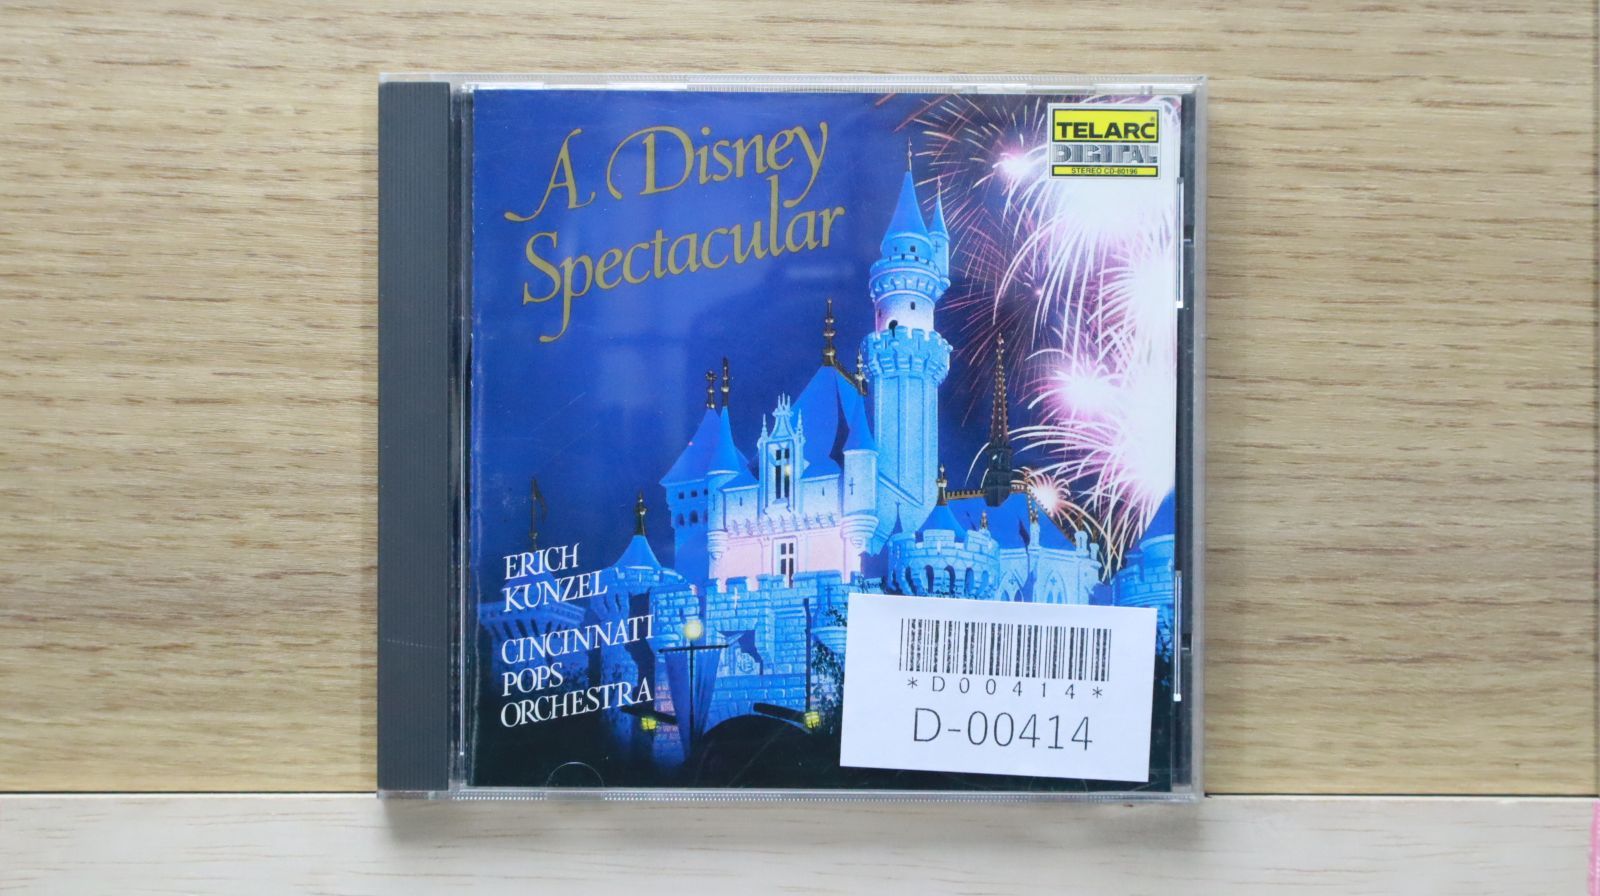 A Disney
Spectacular
TELARC®
DIGITAL
STEREO CD-80196
ERICH
KUNZEL
CINCINNATI
POPS
ORCHESTRA
*D00414*
D-00414